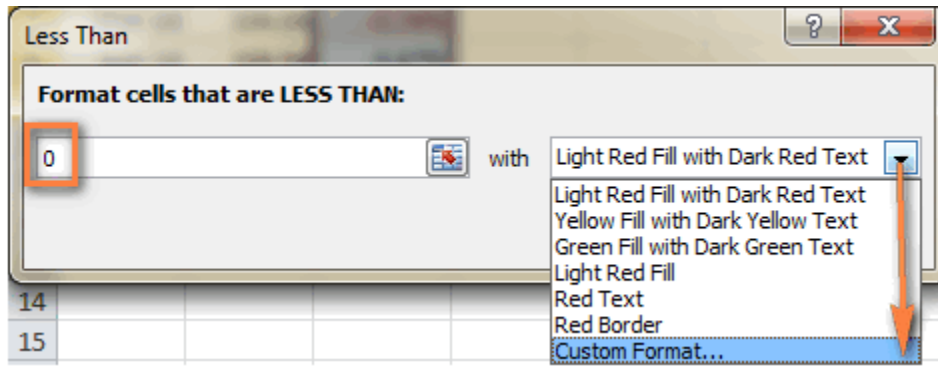 Less Than
?
Format cells that are LESS THAN:
0 with Light Red Fill with Dark Red Text
Light Red Fill with Dark Red Text
Yellow Fill with Dark Yellow Text
Green Fill with Dark Green Text
Light Red Fill
Red Text
Red Border
Custom Format...
14
15